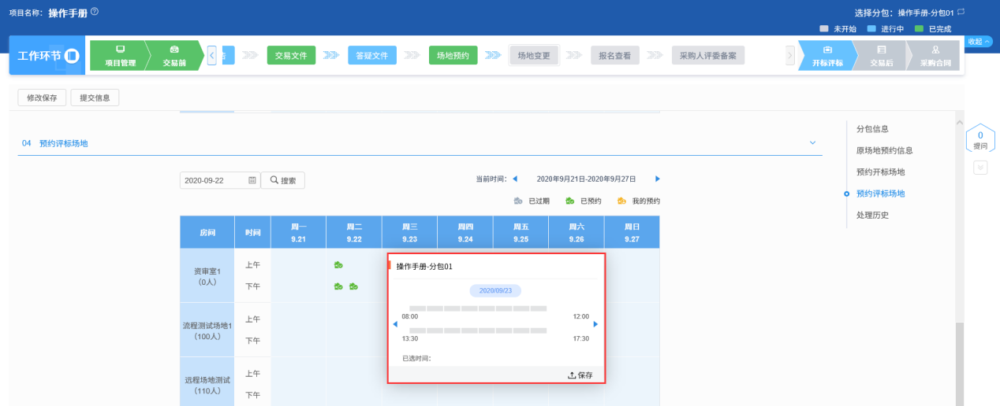 项目名称: 操作手册
选择分包: 操作手册-分包01
未开始 进行中 已完成
收起
工作环节
项目管理 交易前 交易文件 答疑文件 场地预约 场地变更 报名查看 采购人评委备案 开标评标 交易后 采购合同
修改保存 提交信息
04 预约评标场地
分包信息
原场地预约信息
预约开标场地
预约评标场地
处理历史
0
提问
2020-09-22 搜索
当前时间: 2020年9月21日-2020年9月27日
已过期 已预约 我的预约
房间 时间 周一 周二 周三 周四 周五 周六 周日
9.21 9.22 9.23 9.24 9.25 9.26 9.27
资审室1
(0人)
上午
下午
流程测试场地1
(100人)
上午
下午
远程场地测试
(110人)
上午
下午
操作手册-分包01
2020/09/23
08:00 12:00
13:30 17:30
已选时间:
保存